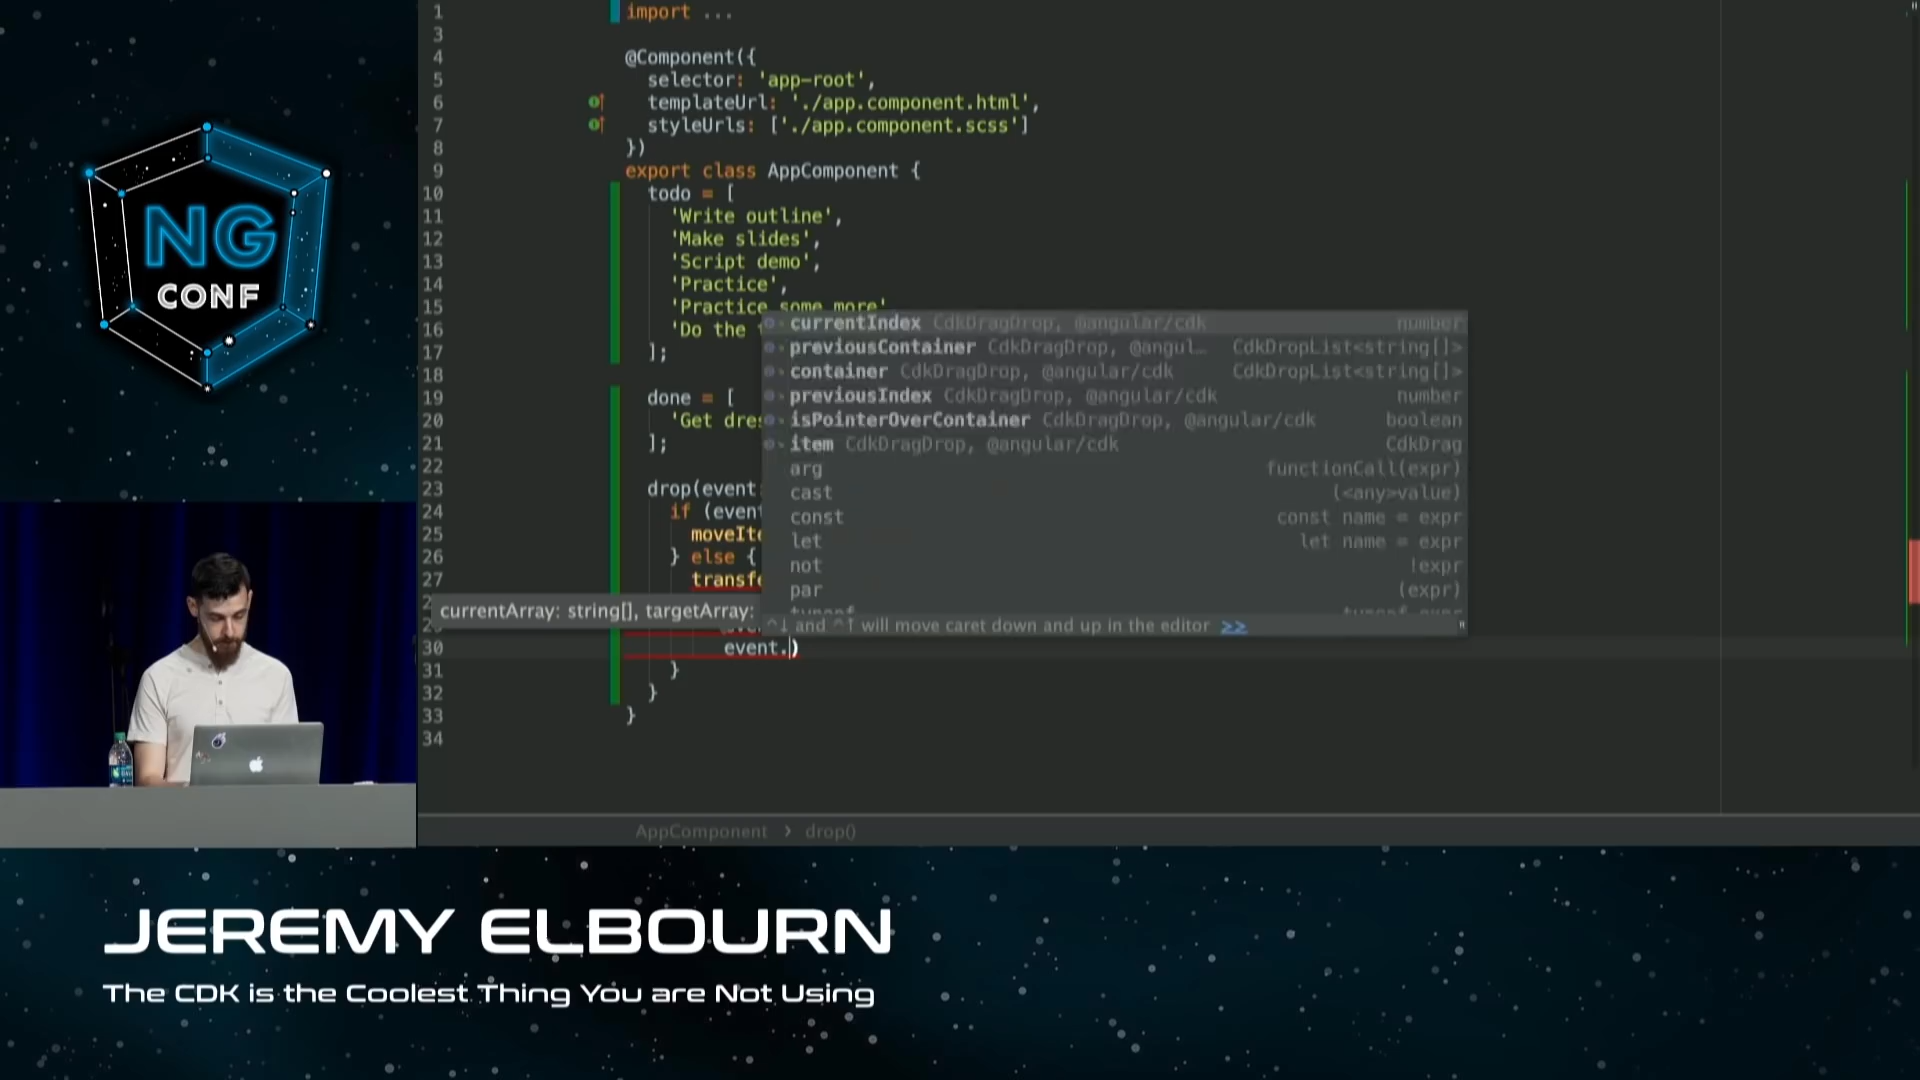 NG
CONF
1 import ...
3
4 @Component({
5 selector: 'app-root',
6 templateUrl: './app.component.html',
7 styleUrls: ['./app.component.scss']
8 })
9 export class AppComponent {
10 todo = [
11 'Write outline',
12 'Make slides',
13 'Script demo',
14 'Practice',
15 'Practice some more'
16 'Do the
17 ];
18
19 done = [
20 'Get dres
21 ];
22
23 drop(event:
24 if (event
25 moveIte
26 } else {
27 transfe
currentIndex CdkDragDrop, @angular/cdk number
previousContainer CdkDragDrop, @angul… CdkDropList<string[]>
container CdkDragDrop, @angular/cdk CdkDropList<string[]>
previousIndex CdkDragDrop, @angular/cdk number
isPointerOverContainer CdkDragDrop, @angular/cdk boolean
item CdkDragDrop, @angular/cdk CdkDrag
arg functionCall(expr)
cast (<any>value)
const const name = expr
let let name = expr
not !expr
par (expr)
currentArray: string[], targetArray:
^↓ and ^↑ will move caret down and up in the editor >>
30 event.)
31 }
32 }
33 }
34
AppComponent › drop()
JEREMY ELBOURN
The CDK is the Coolest Thing You are Not Using